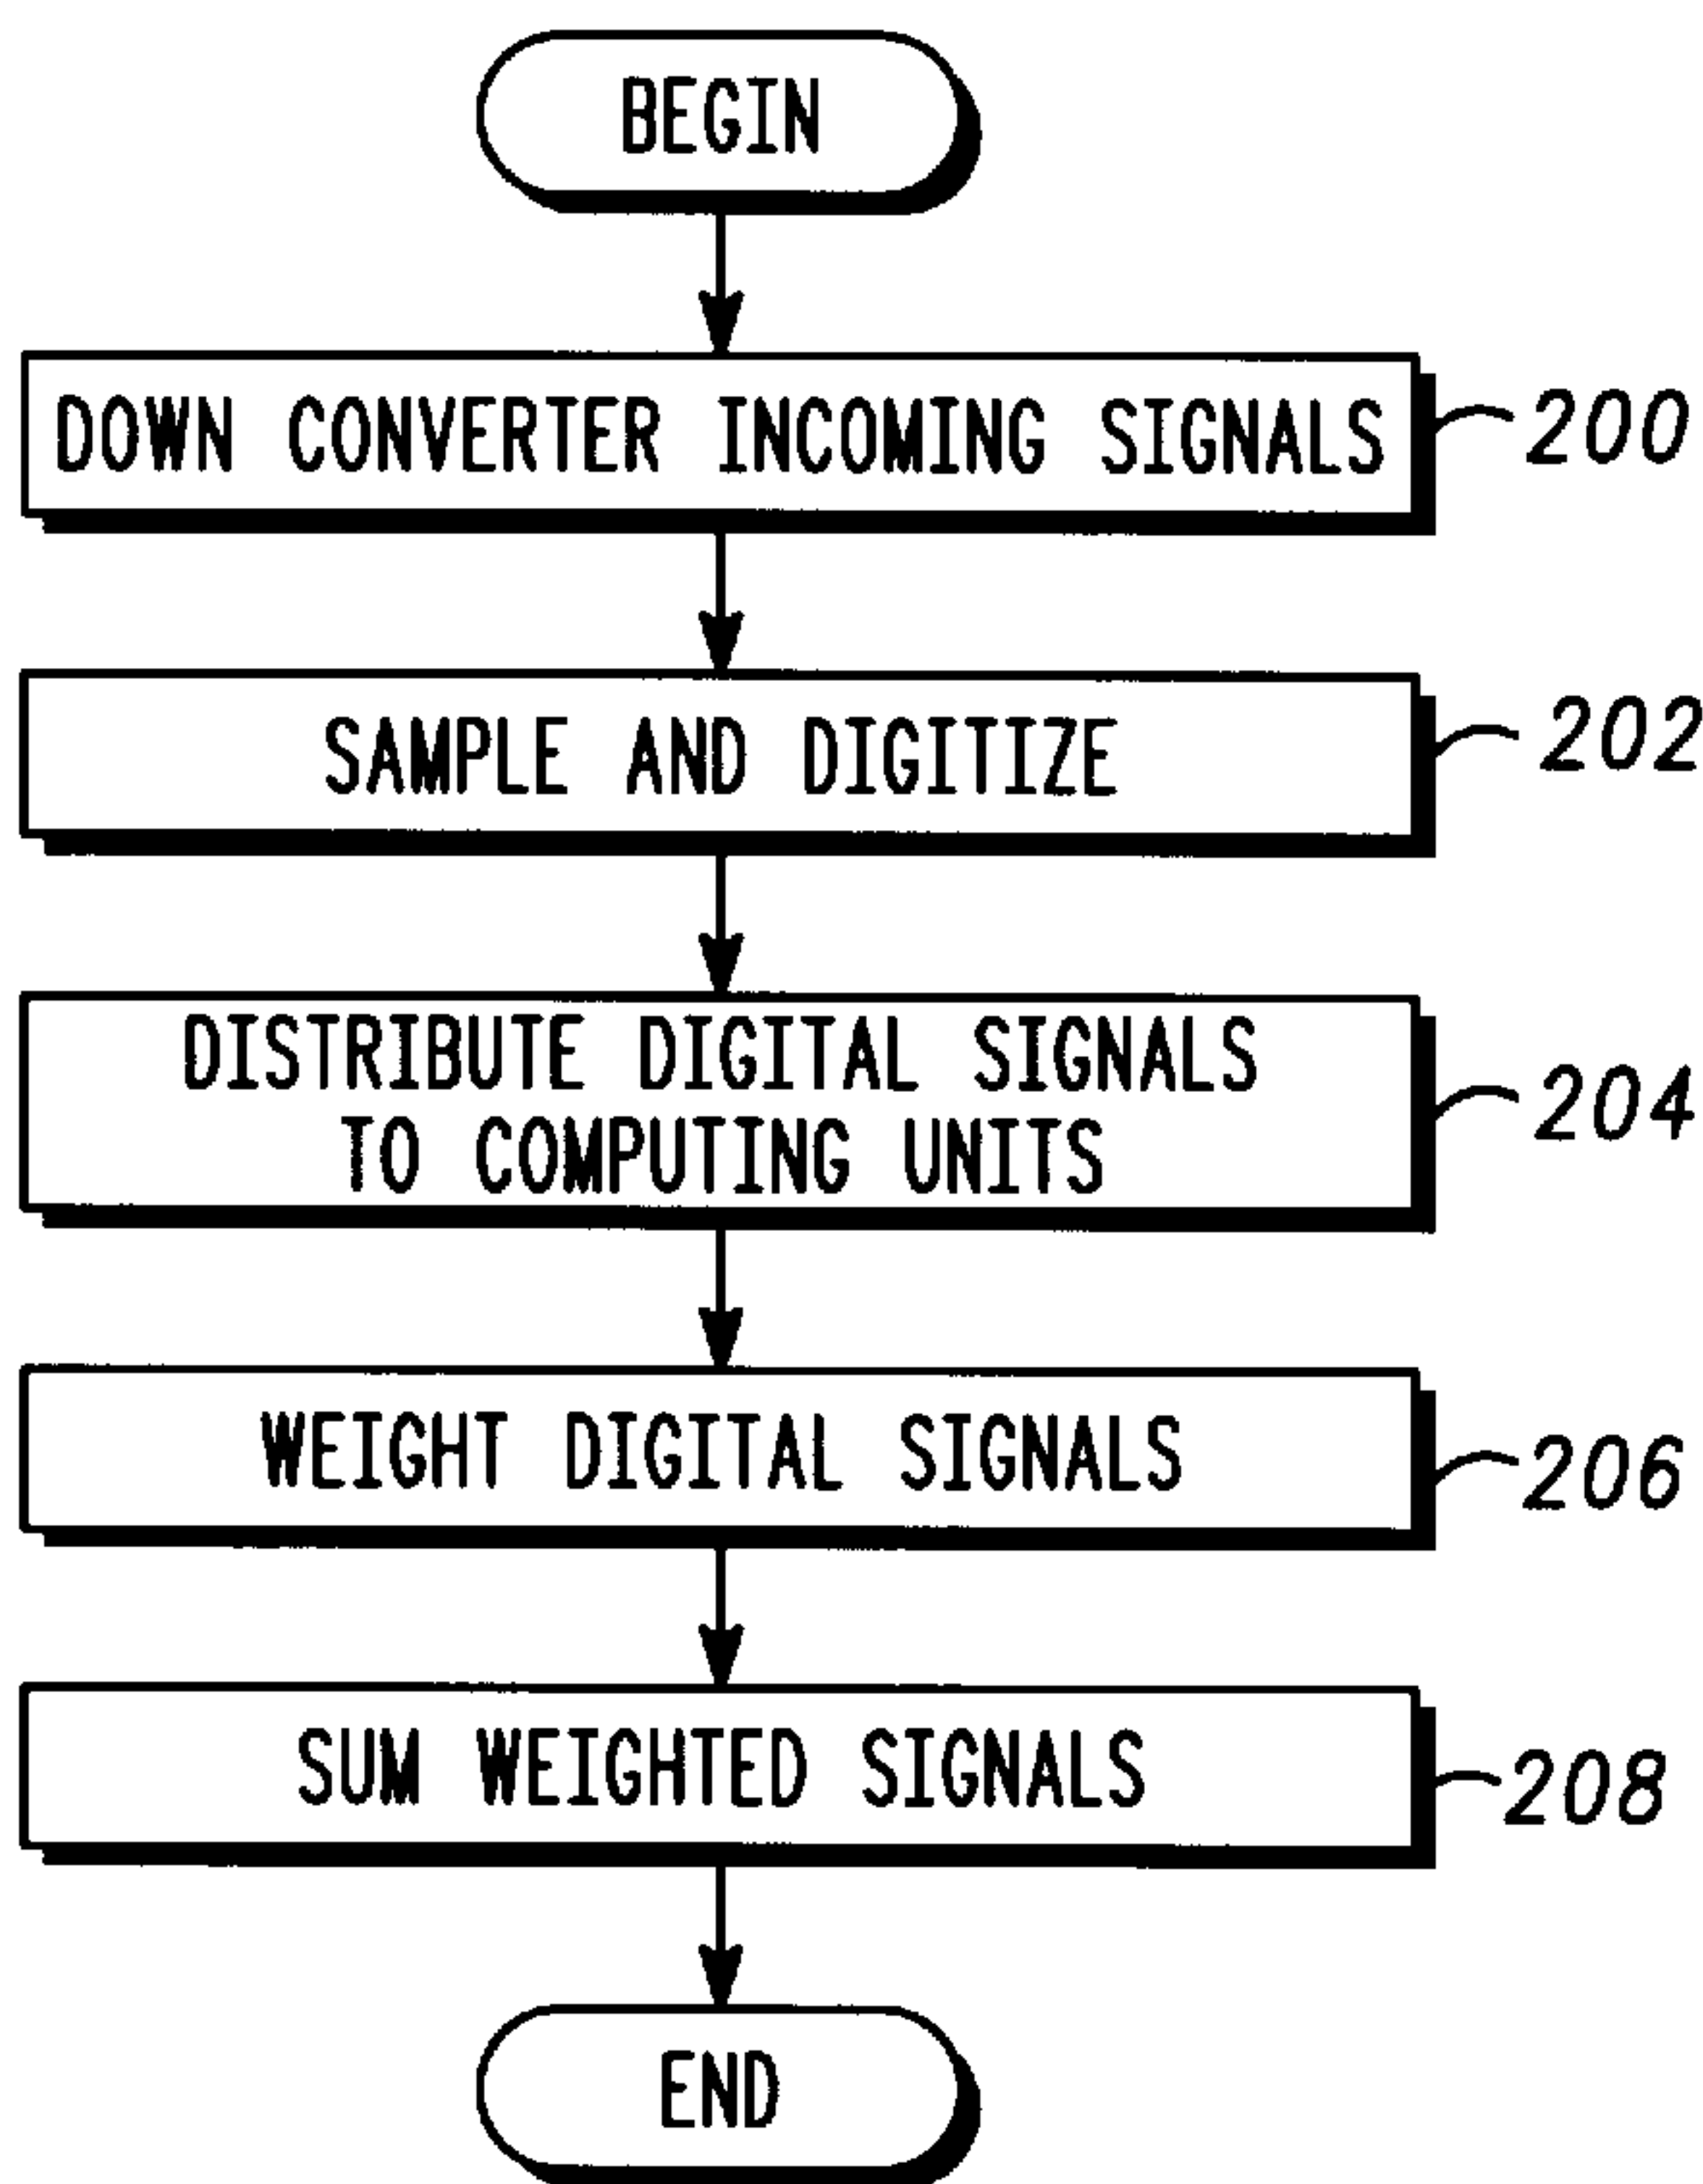 BEGIN
DOWN CONVERTER INCOMING SIGNALS
200
SAMPLE AND DIGITIZE
202
DISTRIBUTE DIGITAL SIGNALS
TO COMPUTING UNITS
204
WEIGHT DIGITAL SIGNALS
206
SUM WEIGHTED SIGNALS
208
END